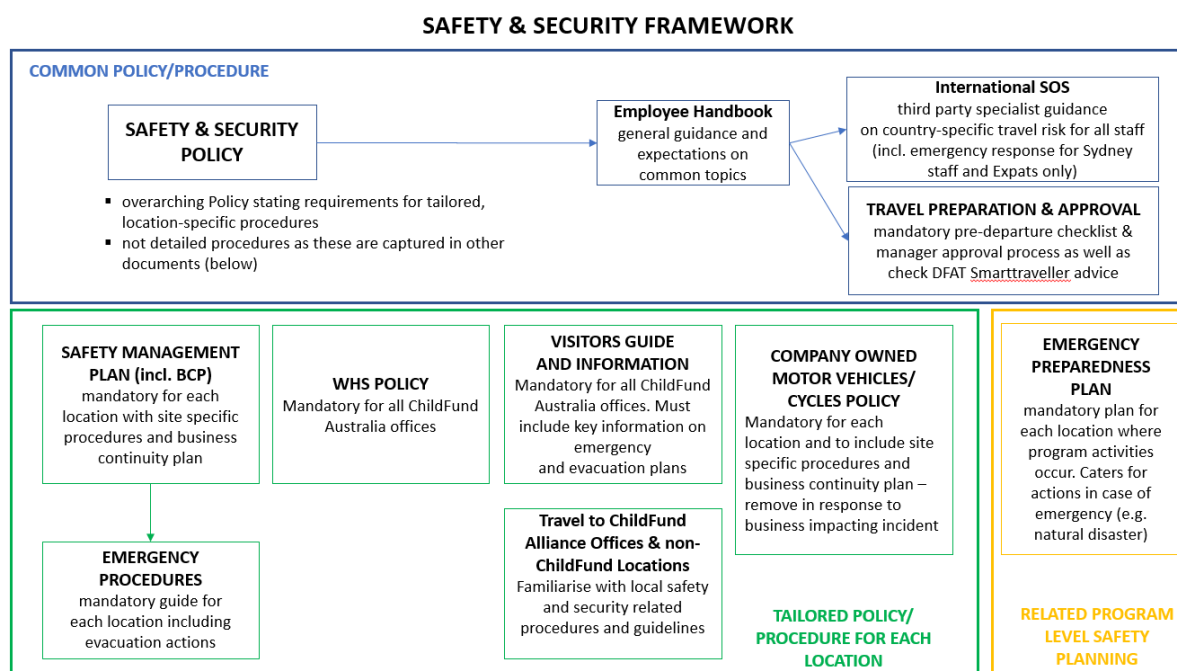 SAFETY & SECURITY FRAMEWORK
COMMON POLICY/PROCEDURE
SAFETY & SECURITY
POLICY
▪ overarching Policy stating requirements for tailored,
location-specific procedures
▪ not detailed procedures as these are captured in other
documents (below)
Employee Handbook
general guidance and
expectations on
common topics
International SOS
third party specialist guidance
on country-specific travel risk for all staff
(incl. emergency response for Sydney
staff and Expats only)
TRAVEL PREPARATION & APPROVAL
mandatory pre-departure checklist &
manager approval process as well as
check DFAT Smarttraveller advice
SAFETY MANAGEMENT
PLAN (incl. BCP)
mandatory for each
location with site specific
procedures and business
continuity plan
EMERGENCY
PROCEDURES
mandatory guide for
each location including
evacuation actions
WHS POLICY
Mandatory for all ChildFund
Australia offices
VISITORS GUIDE
AND INFORMATION
Mandatory for all ChildFund
Australia offices. Must
include key information on
emergency
and evacuation plans
Travel to ChildFund
Alliance Offices & non-
ChildFund Locations
Familiarise with local safety
and security related
procedures and guidelines
COMPANY OWNED
MOTOR VEHICLES/
CYCLES POLICY
Mandatory for each
location and to include site
specific procedures and
business continuity plan –
remove in response to
business impacting incident
TAILORED POLICY/
PROCEDURE FOR EACH
LOCATION
EMERGENCY
PREPAREDNESS
PLAN
mandatory plan for
each location where
program activities
occur. Caters for
actions in case of
emergency (e.g.
natural disaster)
RELATED PROGRAM
LEVEL SAFETY
PLANNING